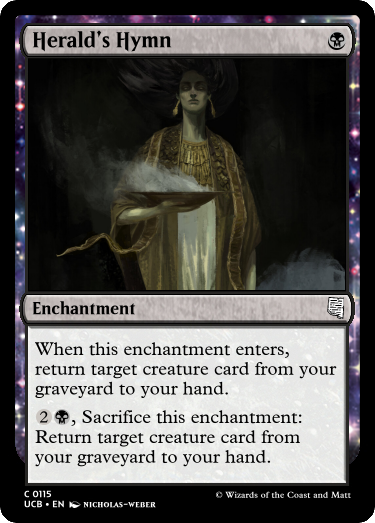 Herald's Hymn
Enchantment
When this enchantment enters,
return target creature card from your
graveyard to your hand.
2, Sacrifice this enchantment:
Return target creature card from
your graveyard to your hand.
C 0115
UCB • EN NICHOLAS-WEBER
© Wizards of the Coast and Matt